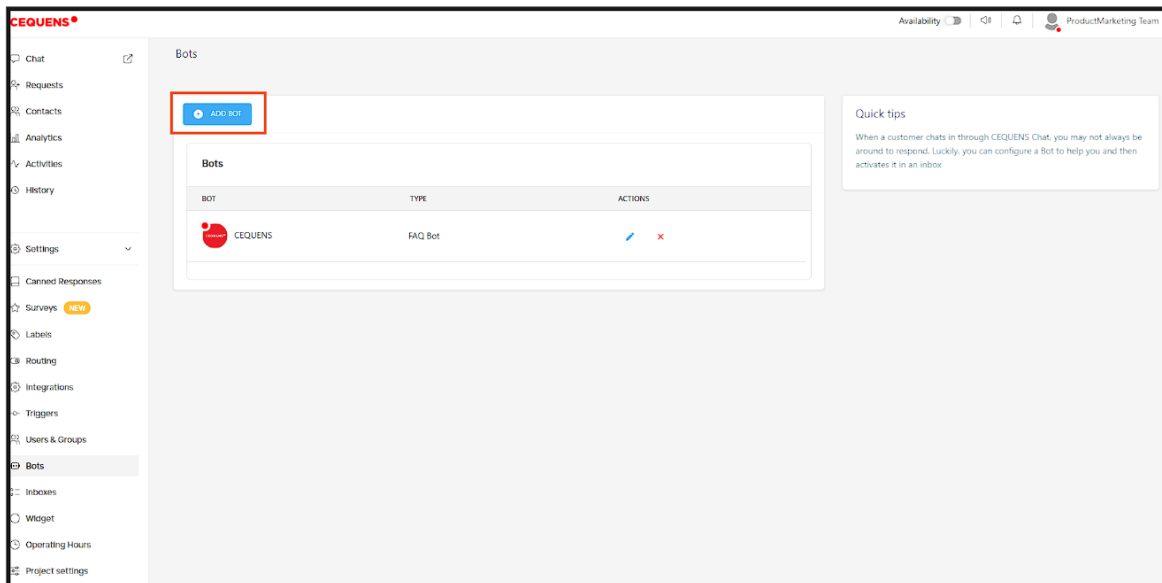 CEQUENS
Availability
ProductMarketing Team
Chat
Requests
Contacts
Analytics
Activities
History
Settings
Canned Responses
Surveys NEW
Labels
Routing
Integrations
Triggers
Users & Groups
Bots
Inboxes
Widget
Operating Hours
Project settings
Bots
ADD BOT
Bots
BOT TYPE ACTIONS
CEQUENS FAQ Bot
Quick tips
When a customer chats in through CEQUENS Chat, you may not always be
around to respond. Luckily, you can configure a Bot to help you and then
activates it in an inbox